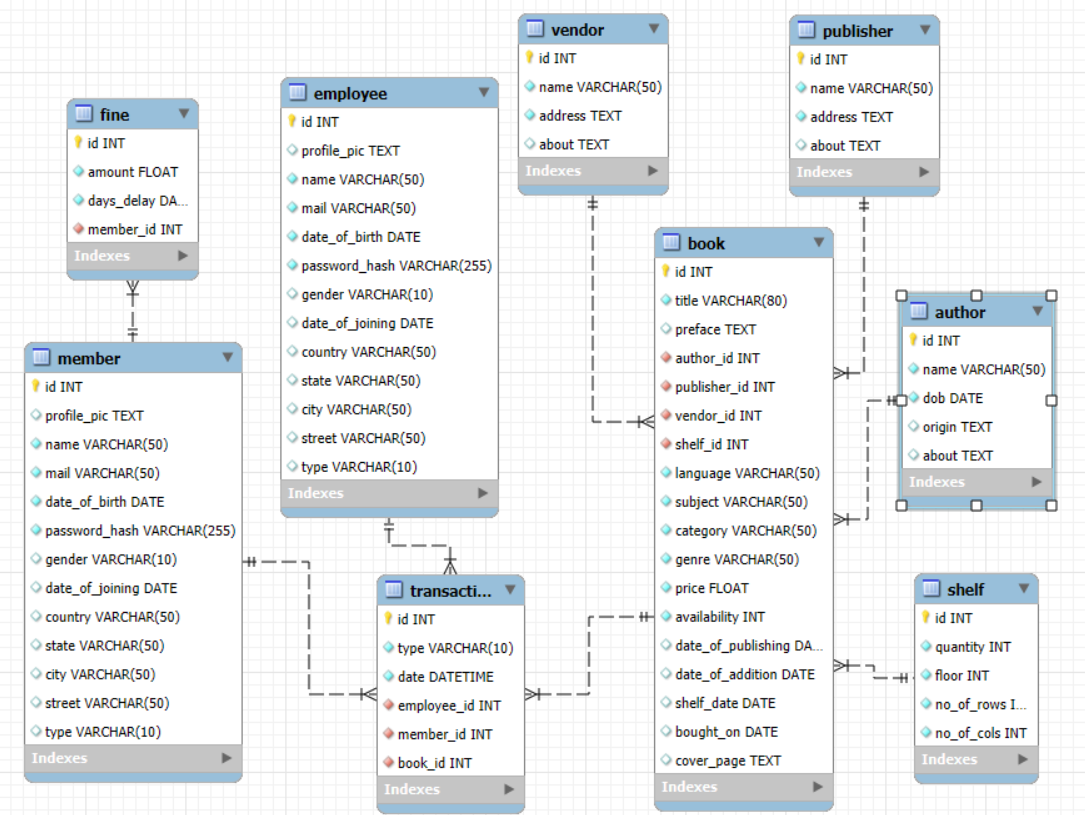 vendor
id INT
name VARCHAR(50)
address TEXT
about TEXT
Indexes
publisher
id INT
name VARCHAR(50)
address TEXT
about TEXT
Indexes
employee
id INT
profile_pic TEXT
name VARCHAR(50)
mail VARCHAR(50)
date_of_birth DATE
password_hash VARCHAR(255)
gender VARCHAR(10)
date_of_joining DATE
country VARCHAR(50)
state VARCHAR(50)
city VARCHAR(50)
street VARCHAR(50)
type VARCHAR(10)
Indexes
fine
id INT
amount FLOAT
days_delay DA...
member_id INT
Indexes
book
id INT
title VARCHAR(80)
preface TEXT
author_id INT
publisher_id INT
vendor_id INT
shelf_id INT
language VARCHAR(50)
subject VARCHAR(50)
category VARCHAR(50)
genre VARCHAR(50)
price FLOAT
availability INT
date_of_publishing DA...
date_of_addition DATE
shelf_date DATE
bought_on DATE
cover_page TEXT
Indexes
author
id INT
name VARCHAR(50)
dob DATE
origin TEXT
about TEXT
Indexes
member
id INT
profile_pic TEXT
name VARCHAR(50)
mail VARCHAR(50)
date_of_birth DATE
password_hash VARCHAR(255)
gender VARCHAR(10)
date_of_joining DATE
country VARCHAR(50)
state VARCHAR(50)
city VARCHAR(50)
street VARCHAR(50)
type VARCHAR(10)
Indexes
transacti...
id INT
type VARCHAR(10)
date DATETIME
employee_id INT
member_id INT
book_id INT
Indexes
shelf
id INT
quantity INT
floor INT
no_of_rows I...
no_of_cols INT
Indexes